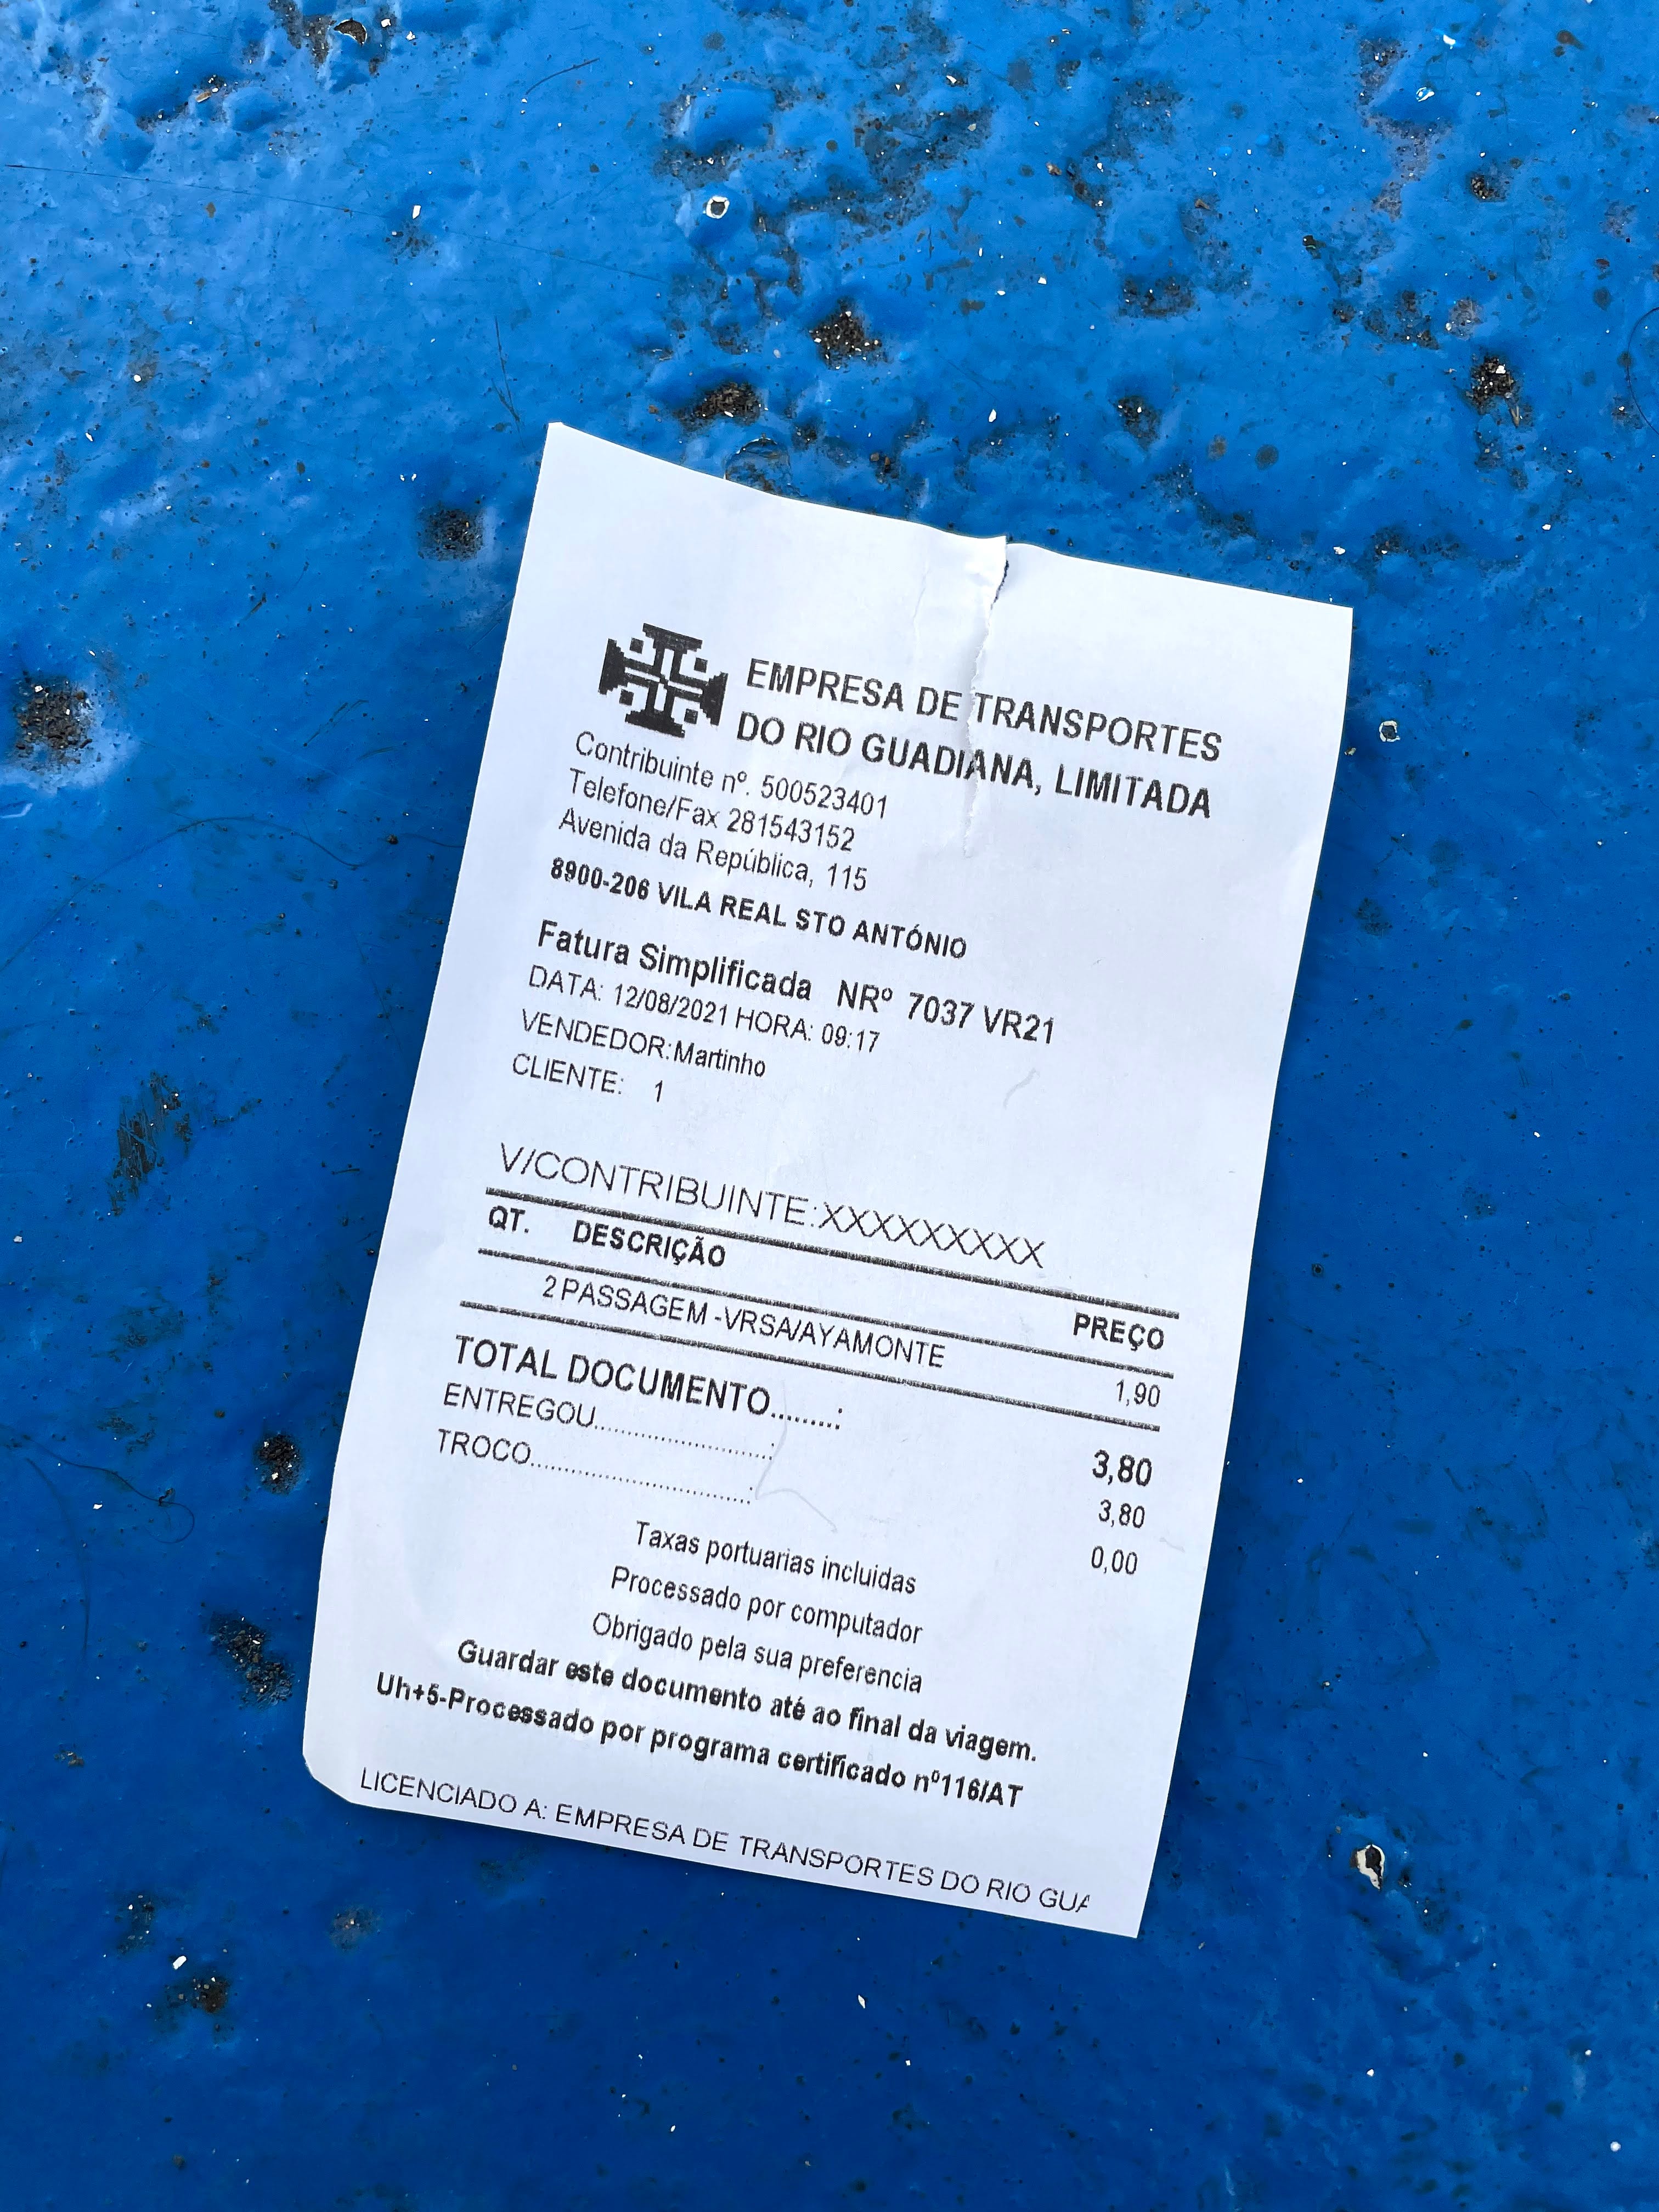 EMPRESA DE TRANSPORTES
DO RIO GUADIANA, LIMITADA
Contribuinte nº. 500523401
Telefone/Fax 281543152
Avenida da República, 115
8900-206 VILA REAL STO ANTÓNIO
Fatura Simplificada NRº 7037 VR21
DATA: 12/08/2021 HORA: 09:17
VENDEDOR:Martinho
CLIENTE: 1
V/CONTRIBUINTE:XXXXXXXXX
QT. DESCRIÇÃO PREÇO
2 PASSAGEM -VRSA/AYAMONTE 1,90
TOTAL DOCUMENTO.........: 3,80
ENTREGOU............................: 3,80
TROCO...................................: 0,00
Taxas portuarias incluidas
Processado por computador
Obrigado pela sua preferencia
Guardar este documento até ao final da viagem.
Uh+5-Processado por programa certificado nº116/AT
LICENCIADO A: EMPRESA DE TRANSPORTES DO RIO GUA